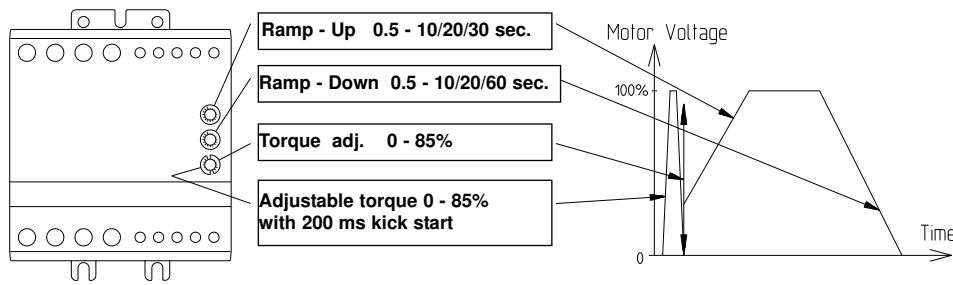 Ramp - Up 0.5 - 10/20/30 sec.
Ramp - Down 0.5 - 10/20/60 sec.
Torque adj. 0 - 85%
Adjustable torque 0 - 85%
with 200 ms kick start
Motor Voltage
100%
0
Time